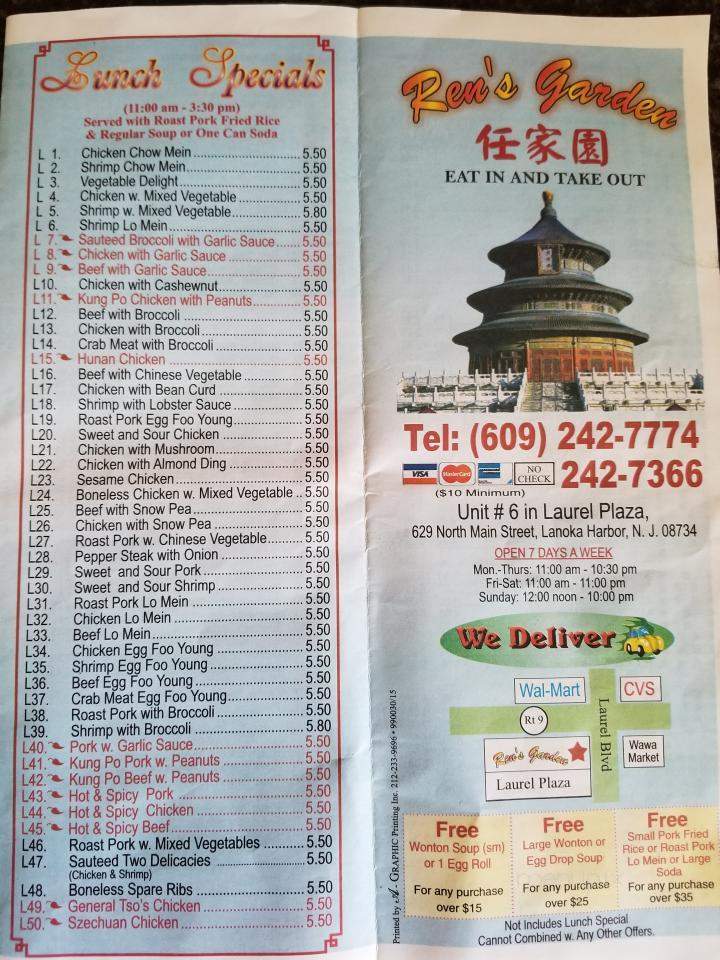 Lunch Specials
(11:00 am - 3:30 pm)
Served with Roast Pork Fried Rice
& Regular Soup or One Can Soda
L 1. Chicken Chow Mein 5.50
L 2. Shrimp Chow Mein 5.50
L 3. Vegetable Delight 5.50
L 4. Chicken w. Mixed Vegetable 5.50
L 5. Shrimp w. Mixed Vegetable 5.80
L 6. Shrimp Lo Mein 5.50
L 7. Sauteed Broccoli with Garlic Sauce 5.50
L 8. Chicken with Garlic Sauce 5.50
L 9. Beef with Garlic Sauce 5.50
L10. Chicken with Cashewnut 5.50
L11. Kung Po Chicken with Peanuts 5.50
L12. Beef with Broccoli 5.50
L13. Chicken with Broccoli 5.50
L14. Crab Meat with Broccoli 5.50
L15. Hunan Chicken 5.50
L16. Beef with Chinese Vegetable 5.50
L17. Chicken with Bean Curd 5.50
L18. Shrimp with Lobster Sauce 5.50
L19. Roast Pork Egg Foo Young 5.50
L20. Sweet and Sour Chicken 5.50
L21. Chicken with Mushroom 5.50
L22. Chicken with Almond Ding 5.50
L23. Sesame Chicken 5.50
L24. Boneless Chicken w. Mixed Vegetable 5.50
L25. Beef with Snow Pea 5.50
L26. Chicken with Snow Pea 5.50
L27. Roast Pork w. Chinese Vegetable 5.50
L28. Pepper Steak with Onion 5.50
L29. Sweet and Sour Pork 5.50
L30. Sweet and Sour Shrimp 5.50
L31. Roast Pork Lo Mein 5.50
L32. Chicken Lo Mein 5.50
L33. Beef Lo Mein 5.50
L34. Chicken Egg Foo Young 5.50
L35. Shrimp Egg Foo Young 5.50
L36. Beef Egg Foo Young 5.50
L37. Crab Meat Egg Foo Young 5.50
L38. Roast Pork with Broccoli 5.50
L39. Shrimp with Broccoli 5.80
L40. Pork w. Garlic Sauce 5.50
L41. Kung Po Pork w. Peanuts 5.50
L42. Kung Po Beef w. Peanuts 5.50
L43. Hot & Spicy Pork 5.50
L44. Hot & Spicy Chicken 5.50
L45. Hot & Spicy Beef 5.50
L46. Roast Pork w. Mixed Vegetables 5.50
L47. Sauteed Two Delicacies 5.50
(Chicken & Shrimp)
L48. Boneless Spare Ribs 5.50
L49. General Tso's Chicken 5.50
L50. Szechuan Chicken 5.50
Ren's Garden
任家園
EAT IN AND TAKE OUT
Tel: (609) 242-7774
VISA MasterCard NO CHECK 242-7366
($10 Minimum)
Unit # 6 in Laurel Plaza,
629 North Main Street, Lanoka Harbor, N. J. 08734
OPEN 7 DAYS A WEEK
Mon.-Thurs: 11:00 am - 10:30 pm
Fri-Sat: 11:00 am - 11:00 pm
Sunday: 12:00 noon - 10:00 pm
We Deliver
Wal-Mart
CVS
Rt 9
Laurel Blvd
Ren's Garden
Laurel Plaza
Wawa
Market
Printed by A - GRAPHIC Printing Inc. 212-233-9696 • 990030/15
Free
Wonton Soup (sm)
or 1 Egg Roll
For any purchase
over $15
Free
Large Wonton or
Egg Drop Soup
For any purchase
over $25
Free
Small Pork Fried
Rice or Roast Pork
Lo Mein or Large
Soda
For any purchase
over $35
Not Includes Lunch Special
Cannot Combined w. Any Other Offers.